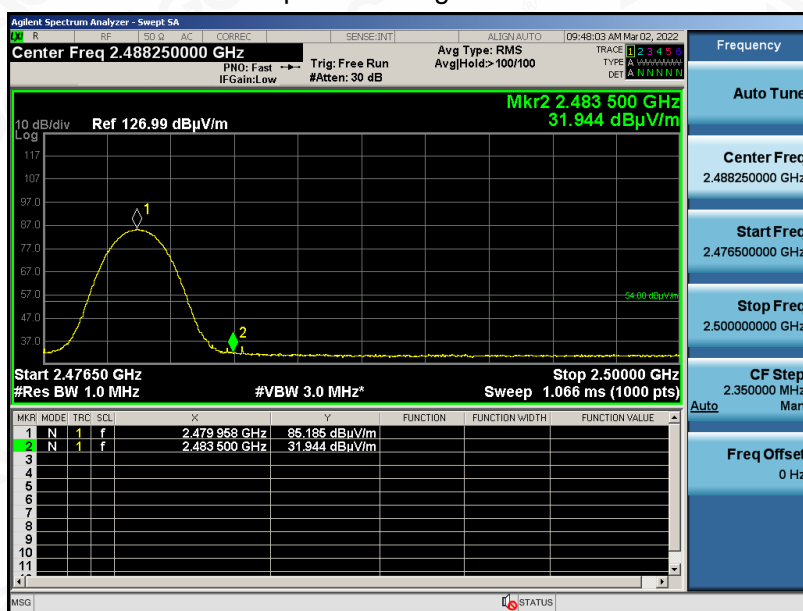 Agilent Spectrum Analyzer - Swept SA
LXI R RF 50 Ω AC CORREC SENSE:INT ALIGN AUTO 09:48:03 AM Mar 02, 2022
Center Freq 2.488250000 GHz
PNO: Fast
IFGain:Low
Trig: Free Run
#Atten: 30 dB
Avg Type: RMS
Avg|Hold:>100/100
TRACE 1 2 3 4 5 6
TYPE A WWWWW
DET A N N N N N
Mkr2 2.483 500 GHz
31.944 dBµV/m
10 dB/div Ref 126.99 dBµV/m
Log
117
107
97.0
87.0
77.0
67.0
57.0
47.0
37.0
1
2
54.00 dBµV/m
Start 2.47650 GHz Stop 2.50000 GHz
#Res BW 1.0 MHz #VBW 3.0 MHz* Sweep 1.066 ms (1000 pts)
MKR MODE TRC SCL X Y FUNCTION FUNCTION WIDTH FUNCTION VALUE
1 N 1 f 2.479 958 GHz 85.185 dBµV/m
2 N 1 f 2.483 500 GHz 31.944 dBµV/m
3
4
5
6
7
8
9
10
11
MSG STATUS
Frequency
Auto Tune
Center Freq
2.488250000 GHz
Start Freq
2.476500000 GHz
Stop Freq
2.500000000 GHz
CF Step
2.350000 MHz
Auto Man
Freq Offset
0 Hz